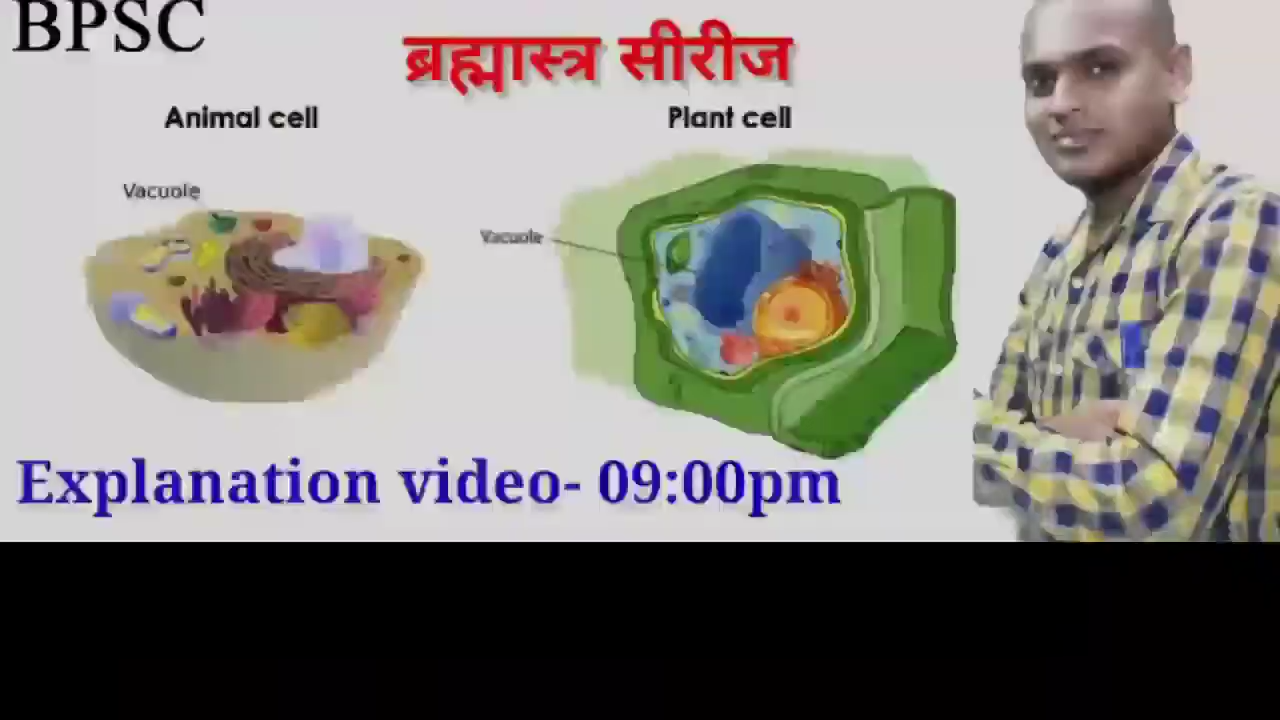 BPSC
ब्रह्मास्त्र सीरीज
Animal cell
Plant cell
Vacuole
Vacuole
Explanation video- 09:00pm